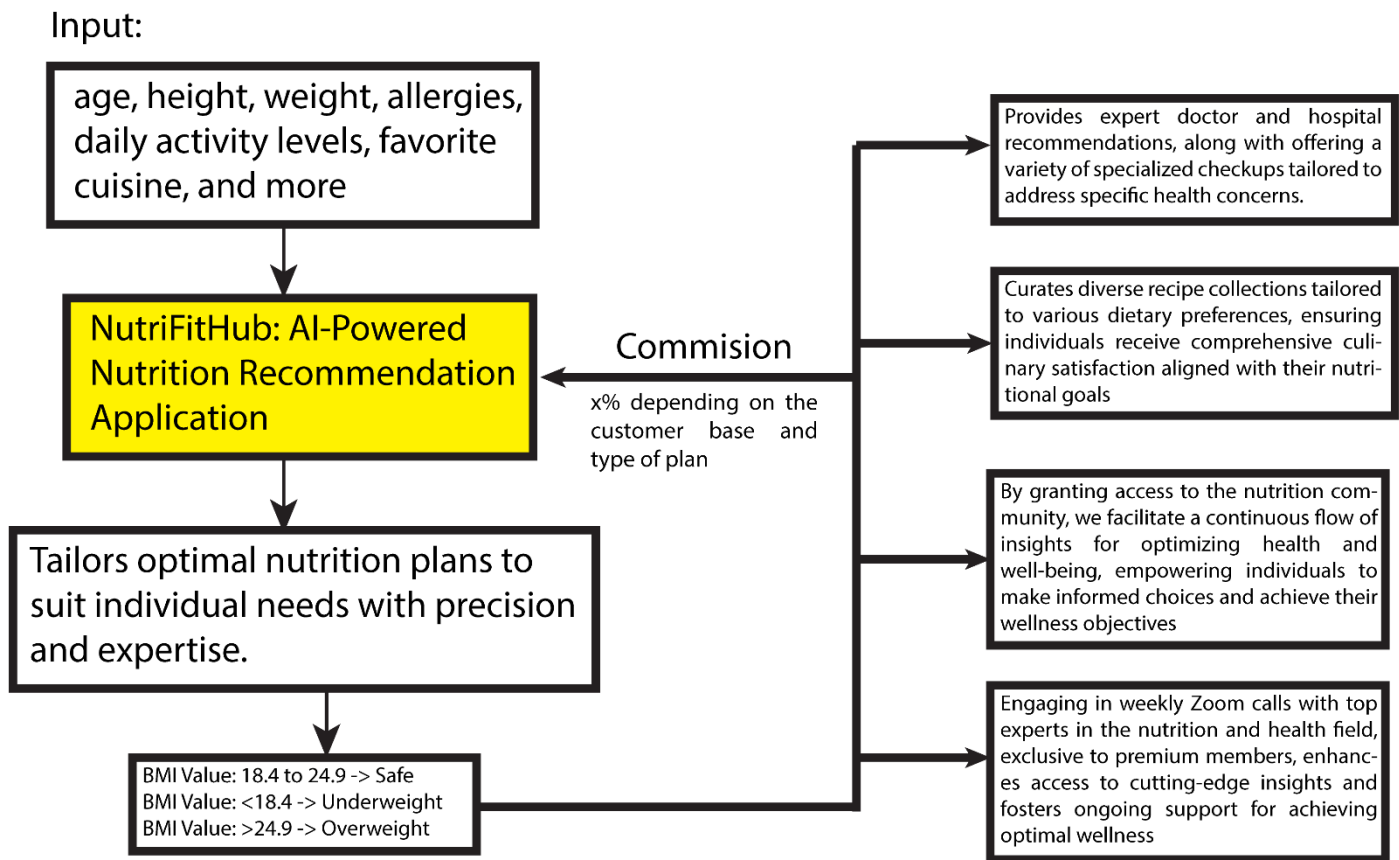 Input:
age, height, weight, allergies,
daily activity levels, favorite
cuisine, and more
NutriFitHub: AI-Powered
Nutrition Recommendation
Application
Tailors optimal nutrition plans to
suit individual needs with precision
and expertise.
BMI Value: 18.4 to 24.9 -> Safe
BMI Value: <18.4 -> Underweight
BMI Value: >24.9 -> Overweight
Commision
x% depending on the
customer base and
type of plan
Provides expert doctor and hospital
recommendations, along with offering a
variety of specialized checkups tailored to
address specific health concerns.
Curates diverse recipe collections tailored
to various dietary preferences, ensuring
individuals receive comprehensive culi-
nary satisfaction aligned with their nutri-
tional goals
By granting access to the nutrition com-
munity, we facilitate a continuous flow of
insights for optimizing health and
well-being, empowering individuals to
make informed choices and achieve their
wellness objectives
Engaging in weekly Zoom calls with top
experts in the nutrition and health field,
exclusive to premium members, enhanc-
es access to cutting-edge insights and
fosters ongoing support for achieving
optimal wellness